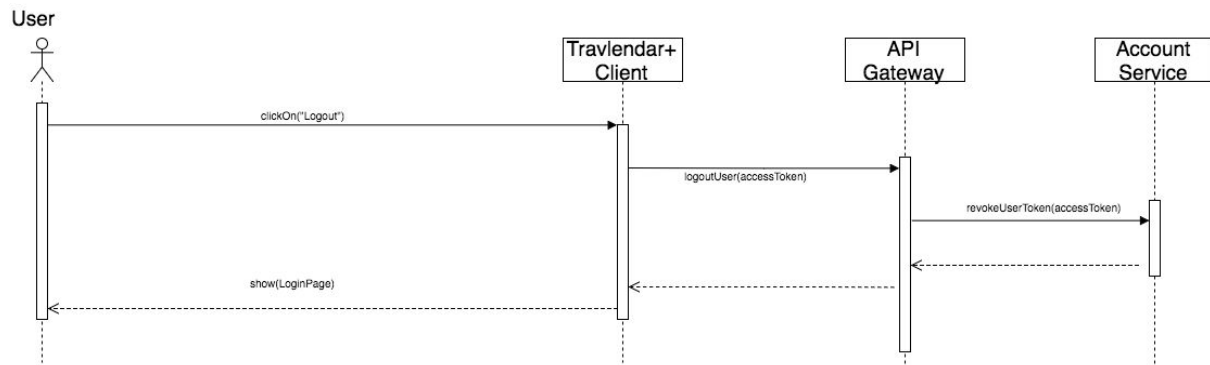 User
Travlendar+
Client
API
Gateway
Account
Service
clickOn("Logout")
logoutUser(accessToken)
revokeUserToken(accessToken)
show(LoginPage)